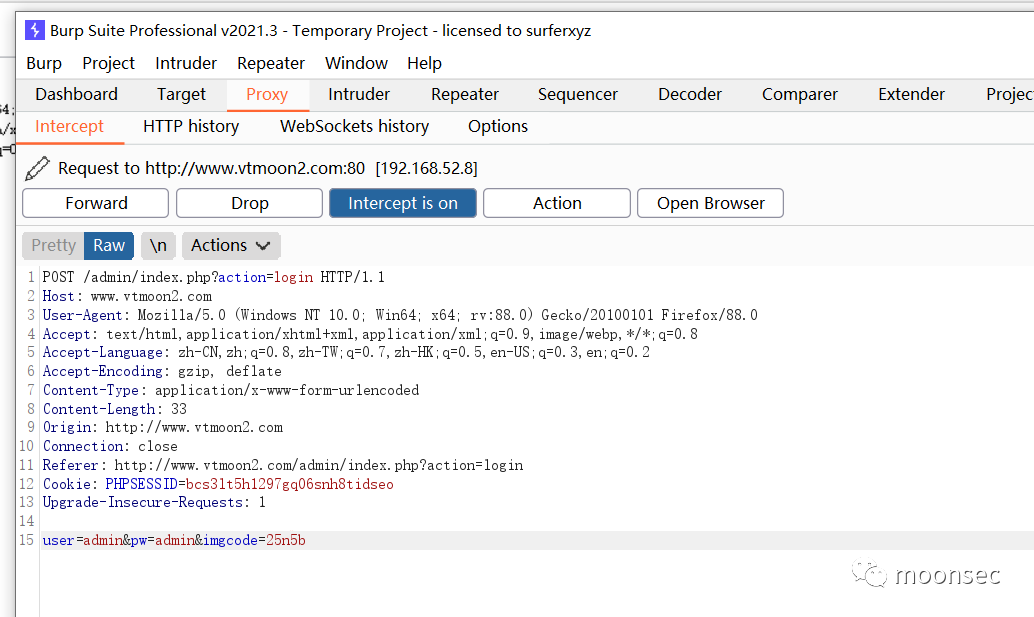 Burp Suite Professional v2021.3 - Temporary Project - licensed to surferxyz
Burp Project Intruder Repeater Window Help
Dashboard Target Proxy Intruder Repeater Sequencer Decoder Comparer Extender Projec
Intercept HTTP history WebSockets history Options
Request to http://www.vtmoon2.com:80 [192.168.52.8]
Forward Drop Intercept is on Action Open Browser
Pretty Raw \n Actions
1 POST /admin/index.php?action=login HTTP/1.1
2 Host: www.vtmoon2.com
3 User-Agent: Mozilla/5.0 (Windows NT 10.0; Win64; x64; rv:88.0) Gecko/20100101 Firefox/88.0
4 Accept: text/html,application/xhtml+xml,application/xml;q=0.9,image/webp,*/*;q=0.8
5 Accept-Language: zh-CN,zh;q=0.8,zh-TW;q=0.7,zh-HK;q=0.5,en-US;q=0.3,en;q=0.2
6 Accept-Encoding: gzip, deflate
7 Content-Type: application/x-www-form-urlencoded
8 Content-Length: 33
9 Origin: http://www.vtmoon2.com
10 Connection: close
11 Referer: http://www.vtmoon2.com/admin/index.php?action=login
12 Cookie: PHPSESSID=bcs31t5h1297gq06snh8tidseo
13 Upgrade-Insecure-Requests: 1
14
15 user=admin&pw=admin&imgcode=25n5b
moonsec